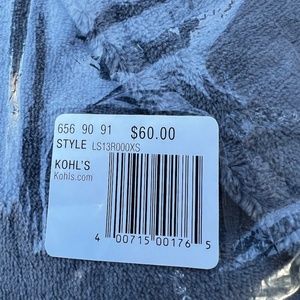 656 90 91 $60.00
STYLE LS13R000XS
KOHL'S
Kohls.com
4 00715 00176 5